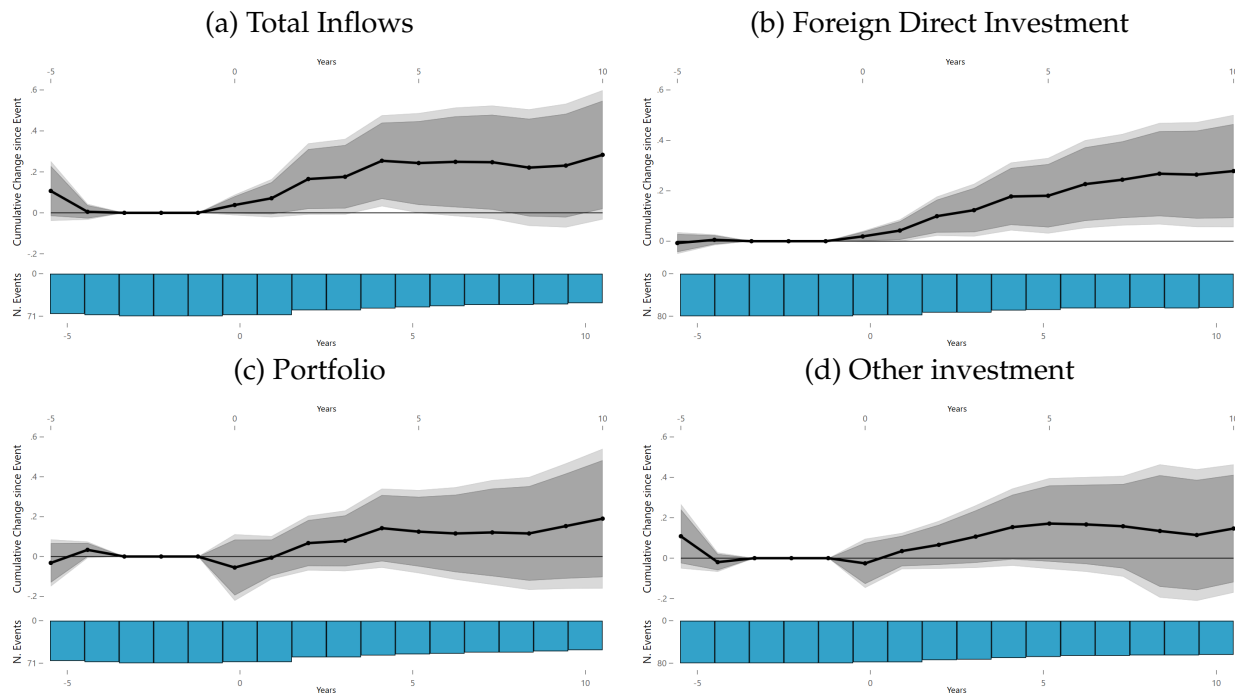 (a) Total Inflows
Years
-5 0 5 10
Cumulative Change since Event
.6
.4
.2
0
-.2
N. Events
0
71
-5 0 5 10
Years
(b) Foreign Direct Investment
Years
-5 0 5 10
Cumulative Change since Event
.6
.4
.2
0
N. Events
0
80
-5 0 5 10
Years
(c) Portfolio
Years
-5 0 5 10
Cumulative Change since Event
.6
.4
.2
0
-.2
N. Events
0
71
-5 0 5 10
Years
(d) Other investment
Years
-5 0 5 10
Cumulative Change since Event
.6
.4
.2
0
-.2
N. Events
0
80
-5 0 5 10
Years